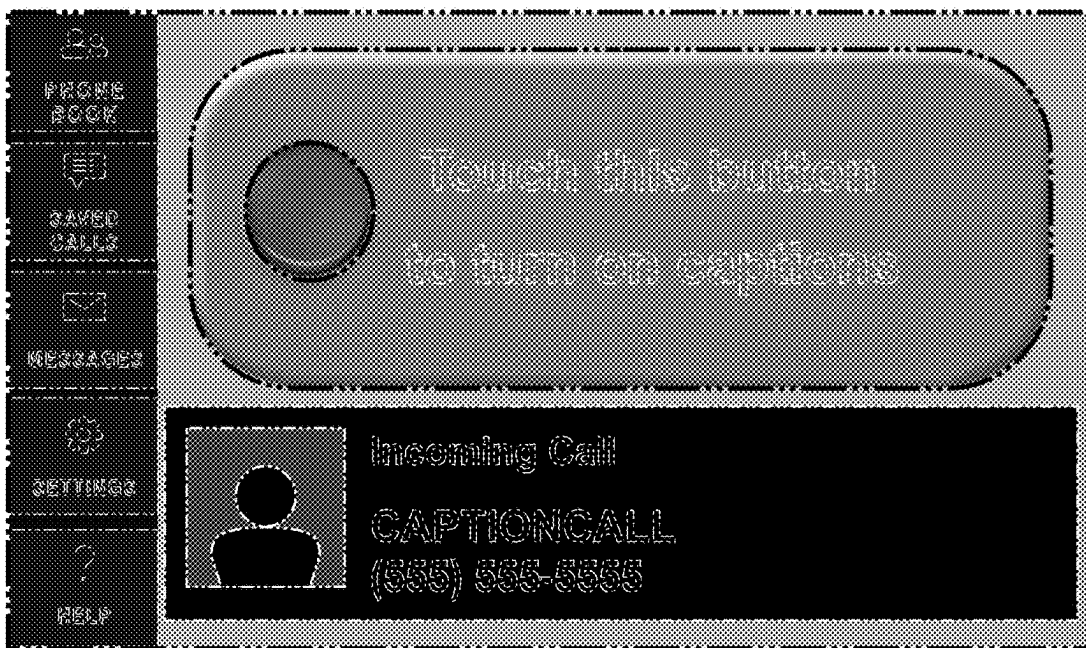 PHONE
BOOK
SAVED
CALLS
MESSAGES
SETTINGS
HELP
Touch this button
to turn on captions
Incoming Call
CAPTIONCALL
(555) 555-5555